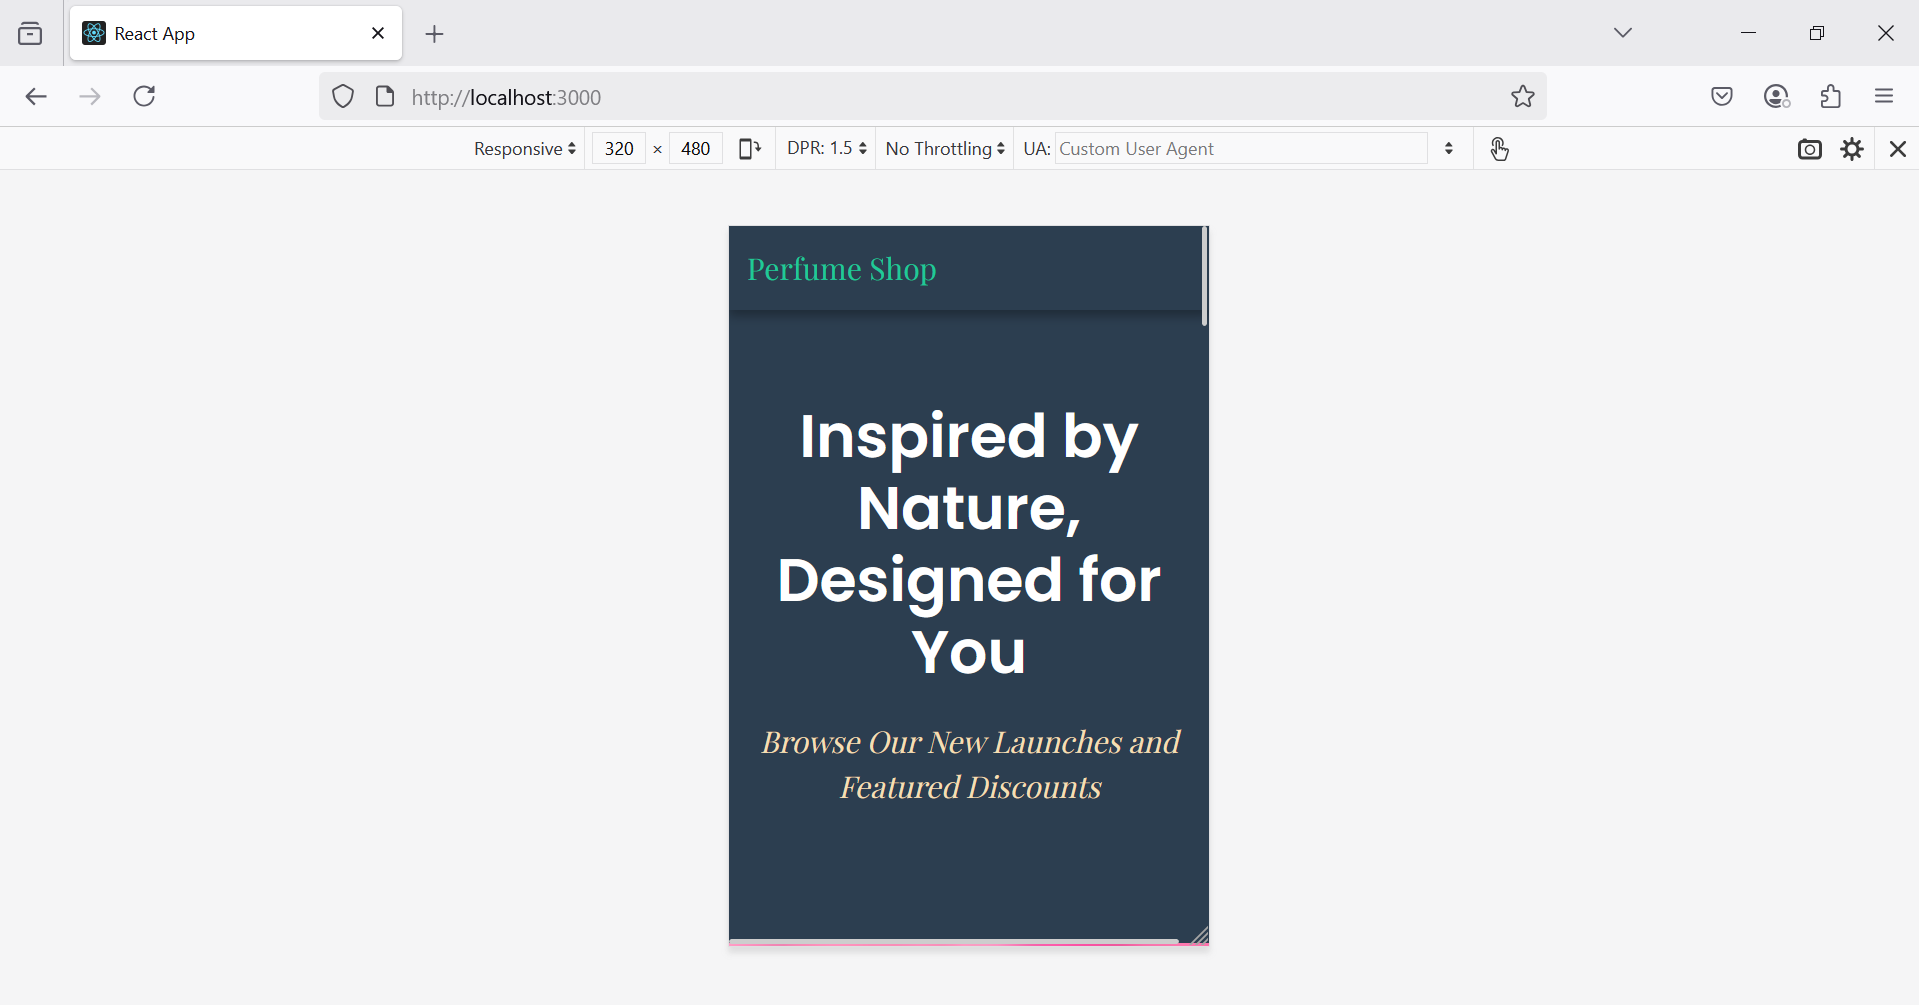 React App
http://localhost:3000
Responsive 320 × 480 DPR: 1.5 No Throttling UA: Custom User Agent
Perfume Shop
Inspired by
Nature,
Designed for
You
Browse Our New Launches and
Featured Discounts